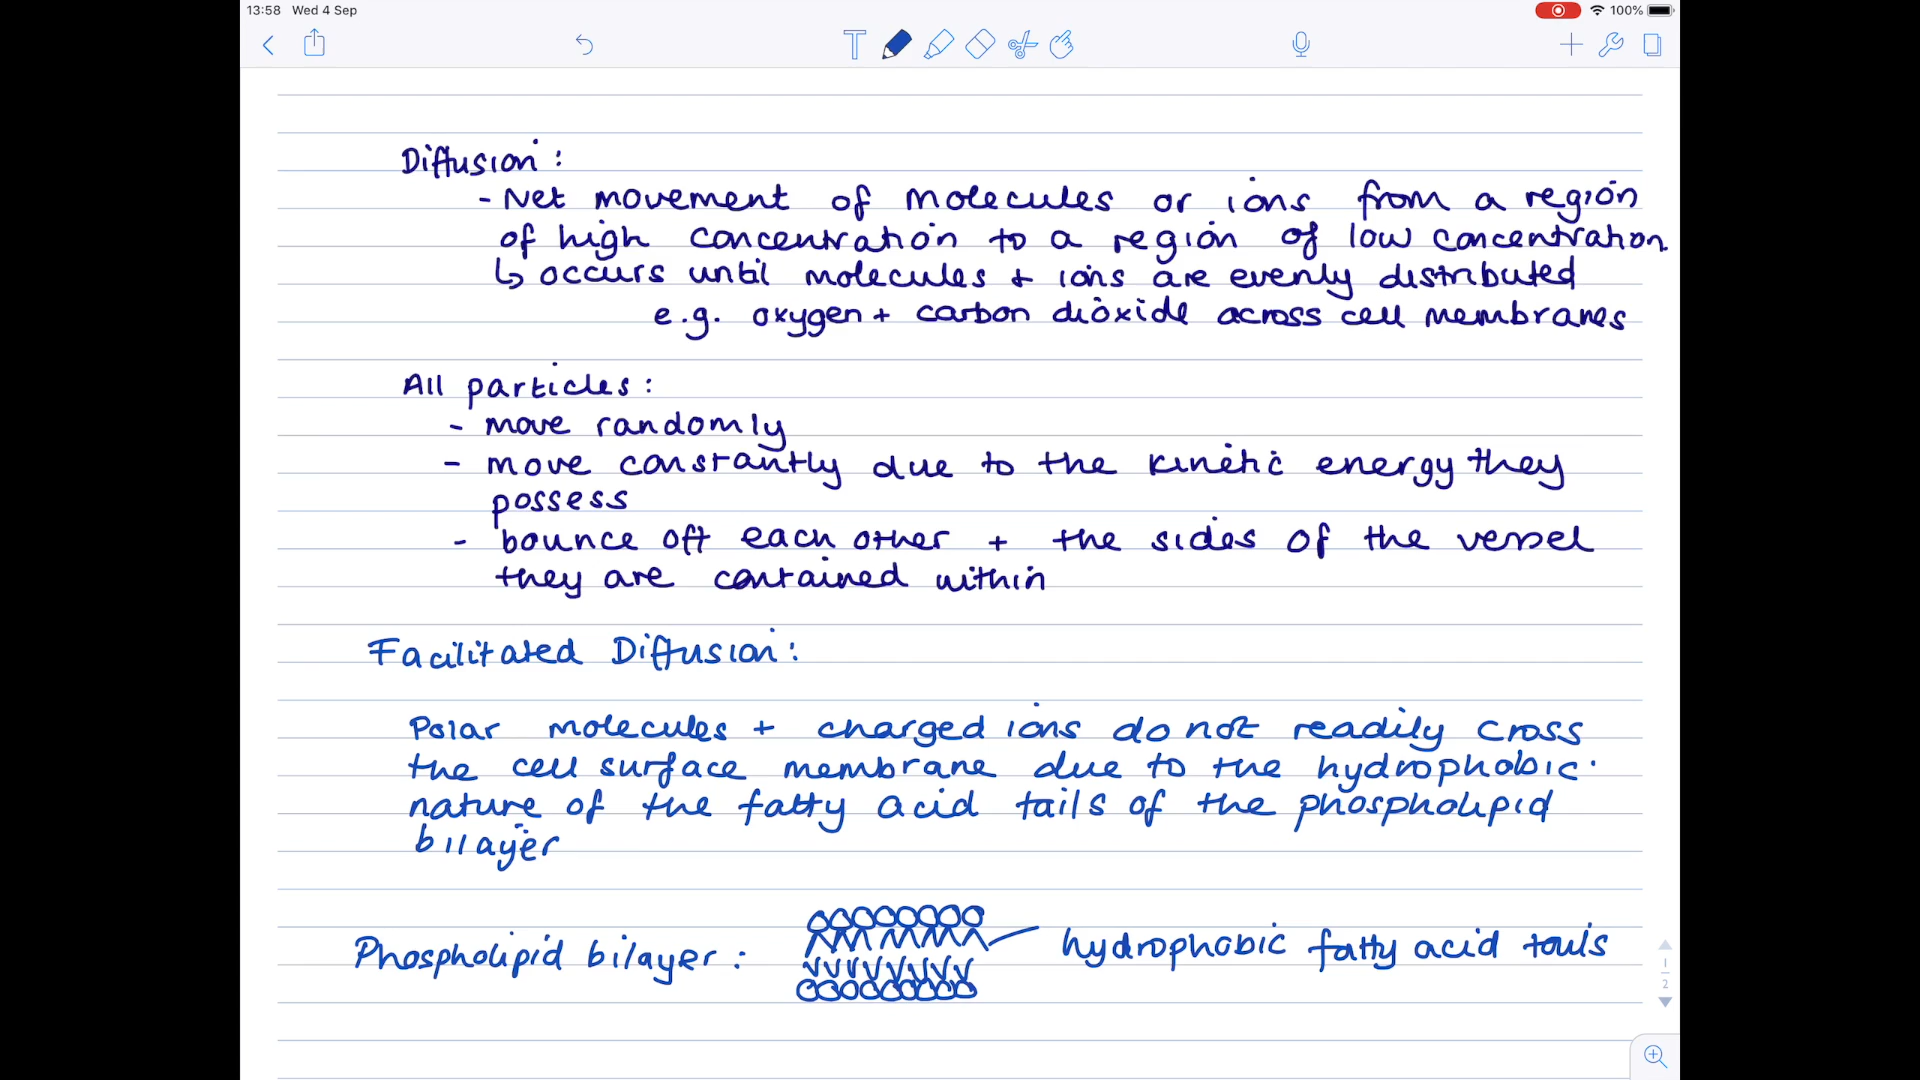 13:58 Wed 4 Sep
100%
T
Diffusion:
- Net movement of molecules or ions from a region
of high concentration to a region of low concentration
↳ occurs until molecules + ions are evenly distributed
e.g. oxygen + carbon dioxide across cell membranes
All particles:
- move randomly
- move constantly due to the kinetic energy they
possess
- bounce off each other + the sides of the vessel
they are contained within
Facilitated Diffusion:
Polar molecules + charged ions do not readily cross
the cell surface membrane due to the hydrophobic
nature of the fatty acid tails of the phospholipid
bilayer
Phospholipid bilayer:
hydrophobic fatty acid tails
1
2